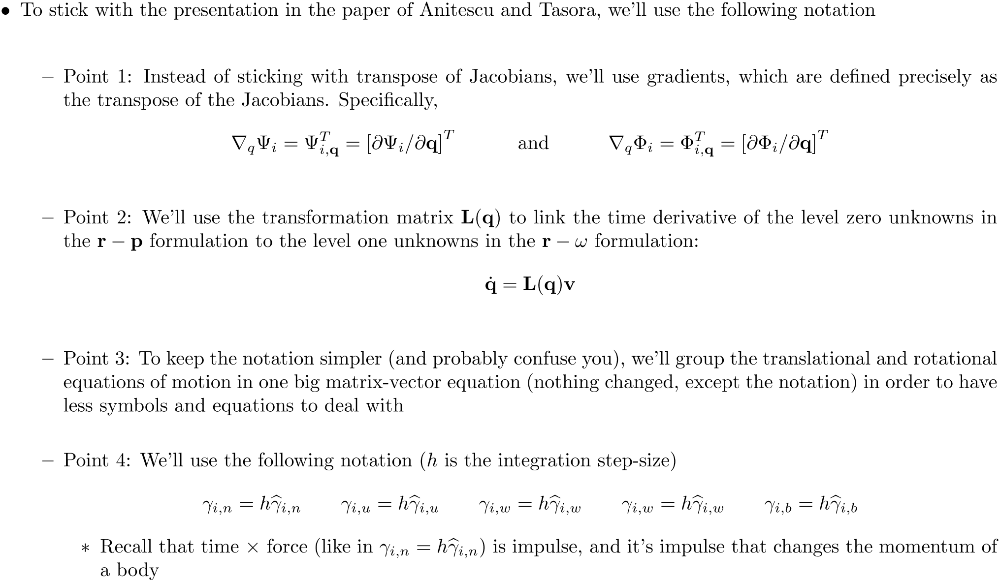 • To stick with the presentation in the paper of Anitescu and Tasora, we'll use the following notation
– Point 1: Instead of sticking with transpose of Jacobians, we'll use gradients, which are defined precisely as
the transpose of the Jacobians. Specifically,
$\nabla_q \Psi_i = \Psi_{i,\mathbf{q}}^T = [\partial \Psi_i / \partial \mathbf{q}]^T$ and $\nabla_q \Phi_i = \Phi_{i,\mathbf{q}}^T = [\partial \Phi_i / \partial \mathbf{q}]^T$
– Point 2: We'll use the transformation matrix $\mathbf{L}(\mathbf{q})$ to link the time derivative of the level zero unknowns in
the $\mathbf{r} - \mathbf{p}$ formulation to the level one unknowns in the $\mathbf{r} - \omega$ formulation:
$\dot{\mathbf{q}} = \mathbf{L}(\mathbf{q})\mathbf{v}$
– Point 3: To keep the notation simpler (and probably confuse you), we'll group the translational and rotational
equations of motion in one big matrix-vector equation (nothing changed, except the notation) in order to have
less symbols and equations to deal with
– Point 4: We'll use the following notation ($h$ is the integration step-size)
$\gamma_{i,n} = h\widehat{\gamma}_{i,n} \quad \gamma_{i,u} = h\widehat{\gamma}_{i,u} \quad \gamma_{i,w} = h\widehat{\gamma}_{i,w} \quad \gamma_{i,w} = h\widehat{\gamma}_{i,w} \quad \gamma_{i,b} = h\widehat{\gamma}_{i,b}$
∗ Recall that time × force (like in $\gamma_{i,n} = h\widehat{\gamma}_{i,n}$) is impulse, and it's impulse that changes the momentum of
a body